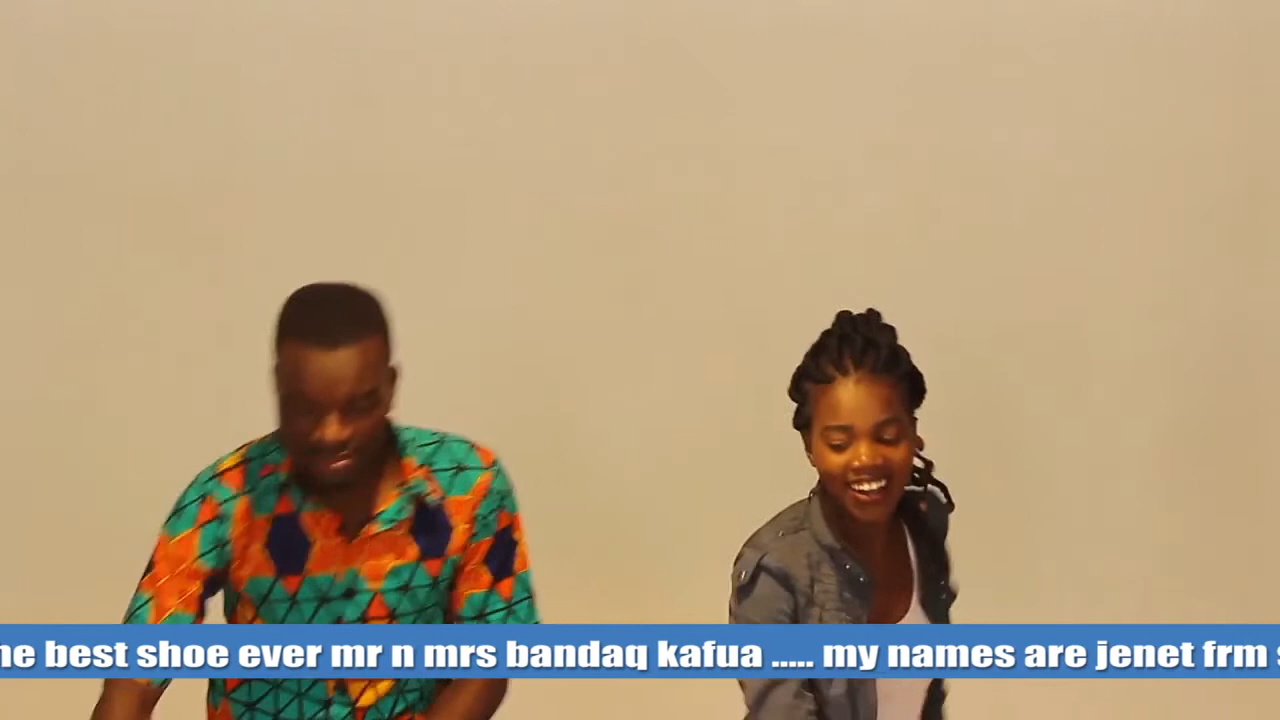 he best shoe ever mr n mrs bandaq kafua ..... my names are jenet frm s